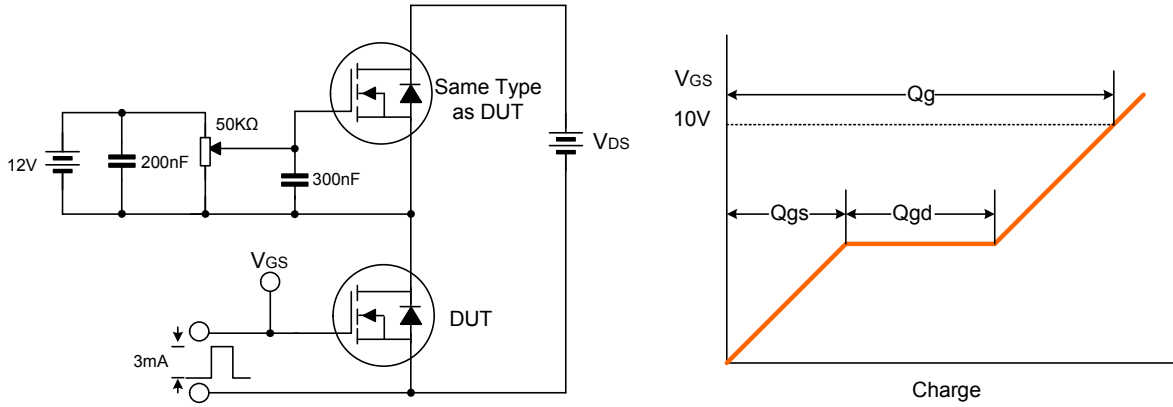 Same Type
as DUT
50KΩ
12V
200nF
300nF
VDS
VGS
DUT
3mA
VGS
10V
Qg
Qgs
Qgd
Charge